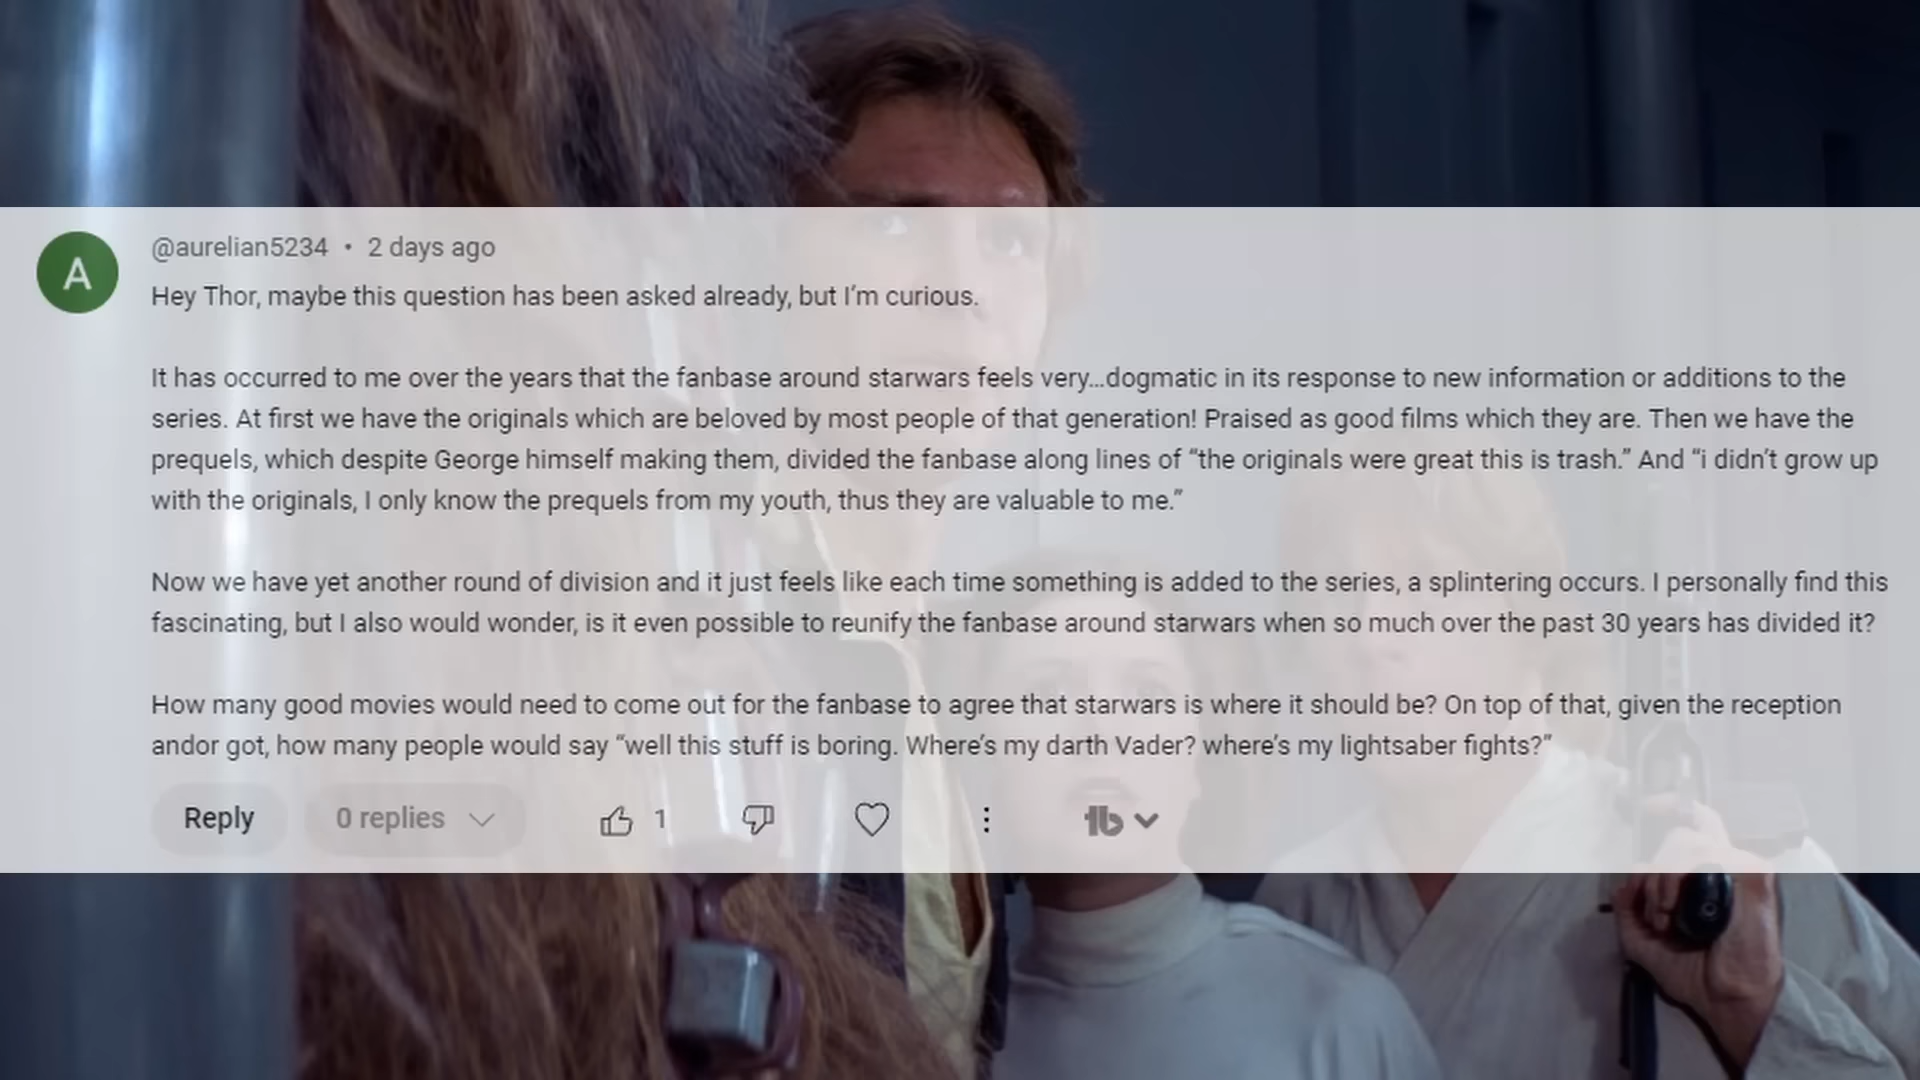 A
@aurelian5234 • 2 days ago
Hey Thor, maybe this question has been asked already, but I’m curious.
It has occurred to me over the years that the fanbase around starwars feels very...dogmatic in its response to new information or additions to the
series. At first we have the originals which are beloved by most people of that generation! Praised as good films which they are. Then we have the
prequels, which despite George himself making them, divided the fanbase along lines of “the originals were great this is trash.” And “i didn’t grow up
with the originals, I only know the prequels from my youth, thus they are valuable to me.”
Now we have yet another round of division and it just feels like each time something is added to the series, a splintering occurs. I personally find this
fascinating, but I also would wonder, is it even possible to reunify the fanbase around starwars when so much over the past 30 years has divided it?
How many good movies would need to come out for the fanbase to agree that starwars is where it should be? On top of that, given the reception
andor got, how many people would say “well this stuff is boring. Where’s my darth Vader? where’s my lightsaber fights?”
Reply 0 replies 1